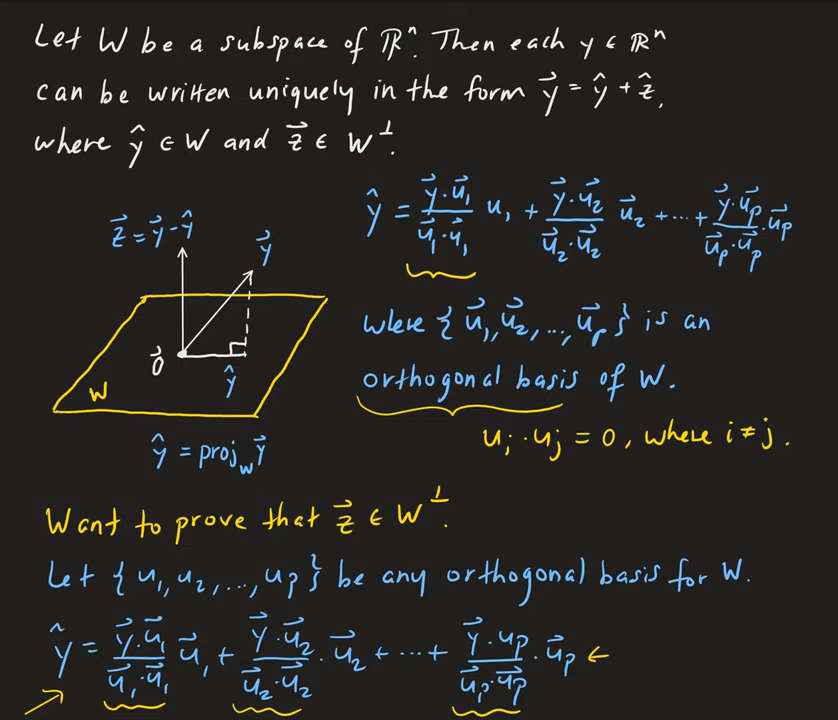 Let W be a subspace of ℝⁿ. Then each y ∈ ℝⁿ
can be written uniquely in the form y⃗ = ŷ + ẑ,
where ŷ ∈ W and z⃗ ∈ W^⊥.
ŷ = (y⃗·u⃗₁)/(u⃗₁·u⃗₁) u₁ + (y⃗·u⃗₂)/(u⃗₂·u⃗₂) u⃗₂ + ⋯ + (y⃗·u⃗p)/(u⃗p·u⃗p)·u⃗p
z⃗ = y⃗ - ŷ
y⃗
0⃗
ŷ
W
ŷ = proj_W y⃗
where {u⃗₁, u⃗₂, ..., u⃗p} is an
orthogonal basis of W.
uᵢ · uⱼ = 0, where i ≠ j.
Want to prove that z⃗ ∈ W^⊥.
Let {u₁, u₂, ..., up} be any orthogonal basis for W.
ŷ = (y⃗·u⃗₁)/(u⃗₁·u⃗₁) u⃗₁ + (y⃗·u⃗₂)/(u⃗₂·u⃗₂)·u⃗₂ + ⋯ + (y⃗·up)/(u⃗p·u⃗p)·u⃗p ←